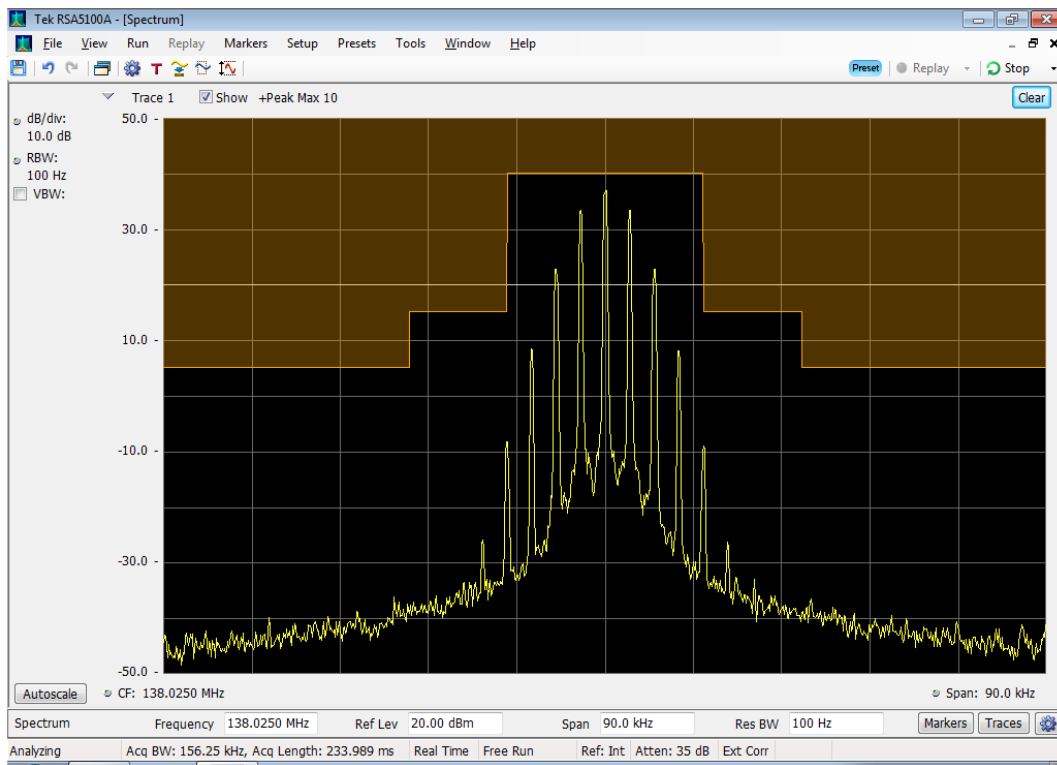 Tek RSA5100A - [Spectrum]
File View Run Replay Markers Setup Presets Tools Window Help
T Preset Replay Stop
Trace 1 Show +Peak Max 10 Clear
dB/div:
10.0 dB
RBW:
100 Hz
VBW:
50.0
30.0
10.0
-10.0
-30.0
-50.0
Autoscale CF: 138.0250 MHz Span: 90.0 kHz
Spectrum Frequency 138.0250 MHz Ref Lev 20.00 dBm Span 90.0 kHz Res BW 100 Hz Markers Traces
Analyzing Acq BW: 156.25 kHz, Acq Length: 233.989 ms Real Time Free Run Ref: Int Atten: 35 dB Ext Corr